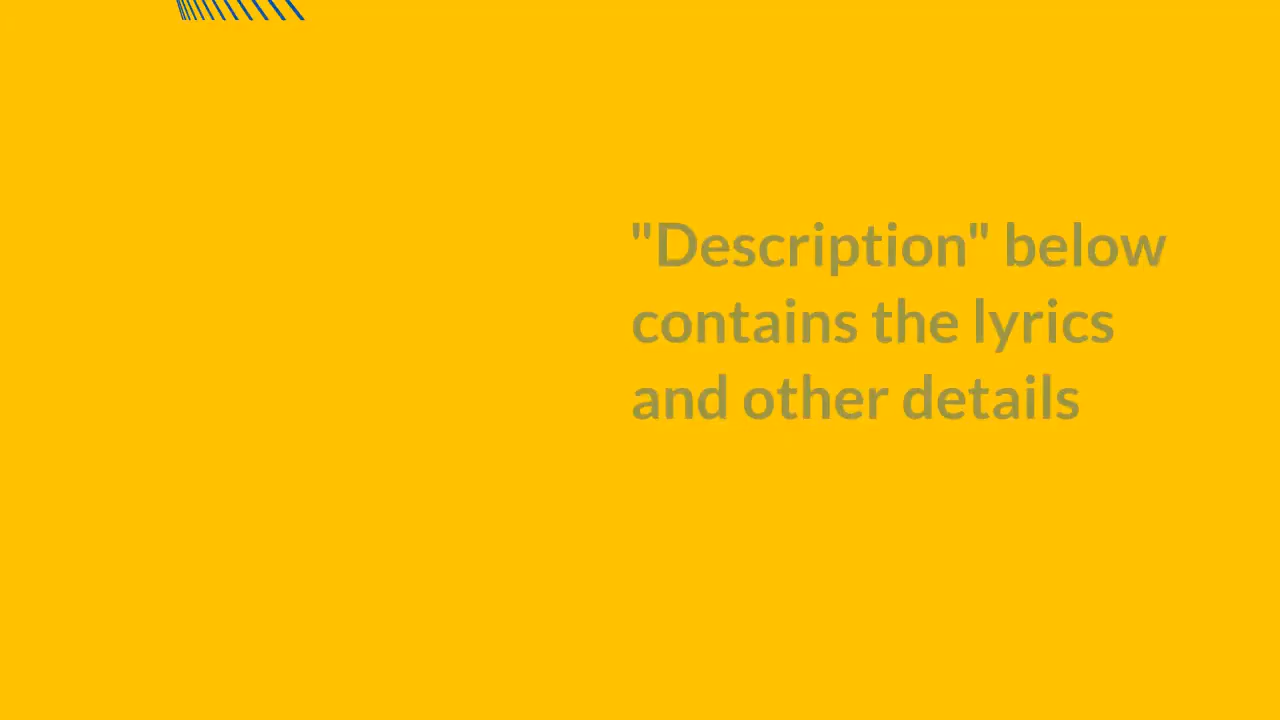 "Description" below
contains the lyrics
and other details